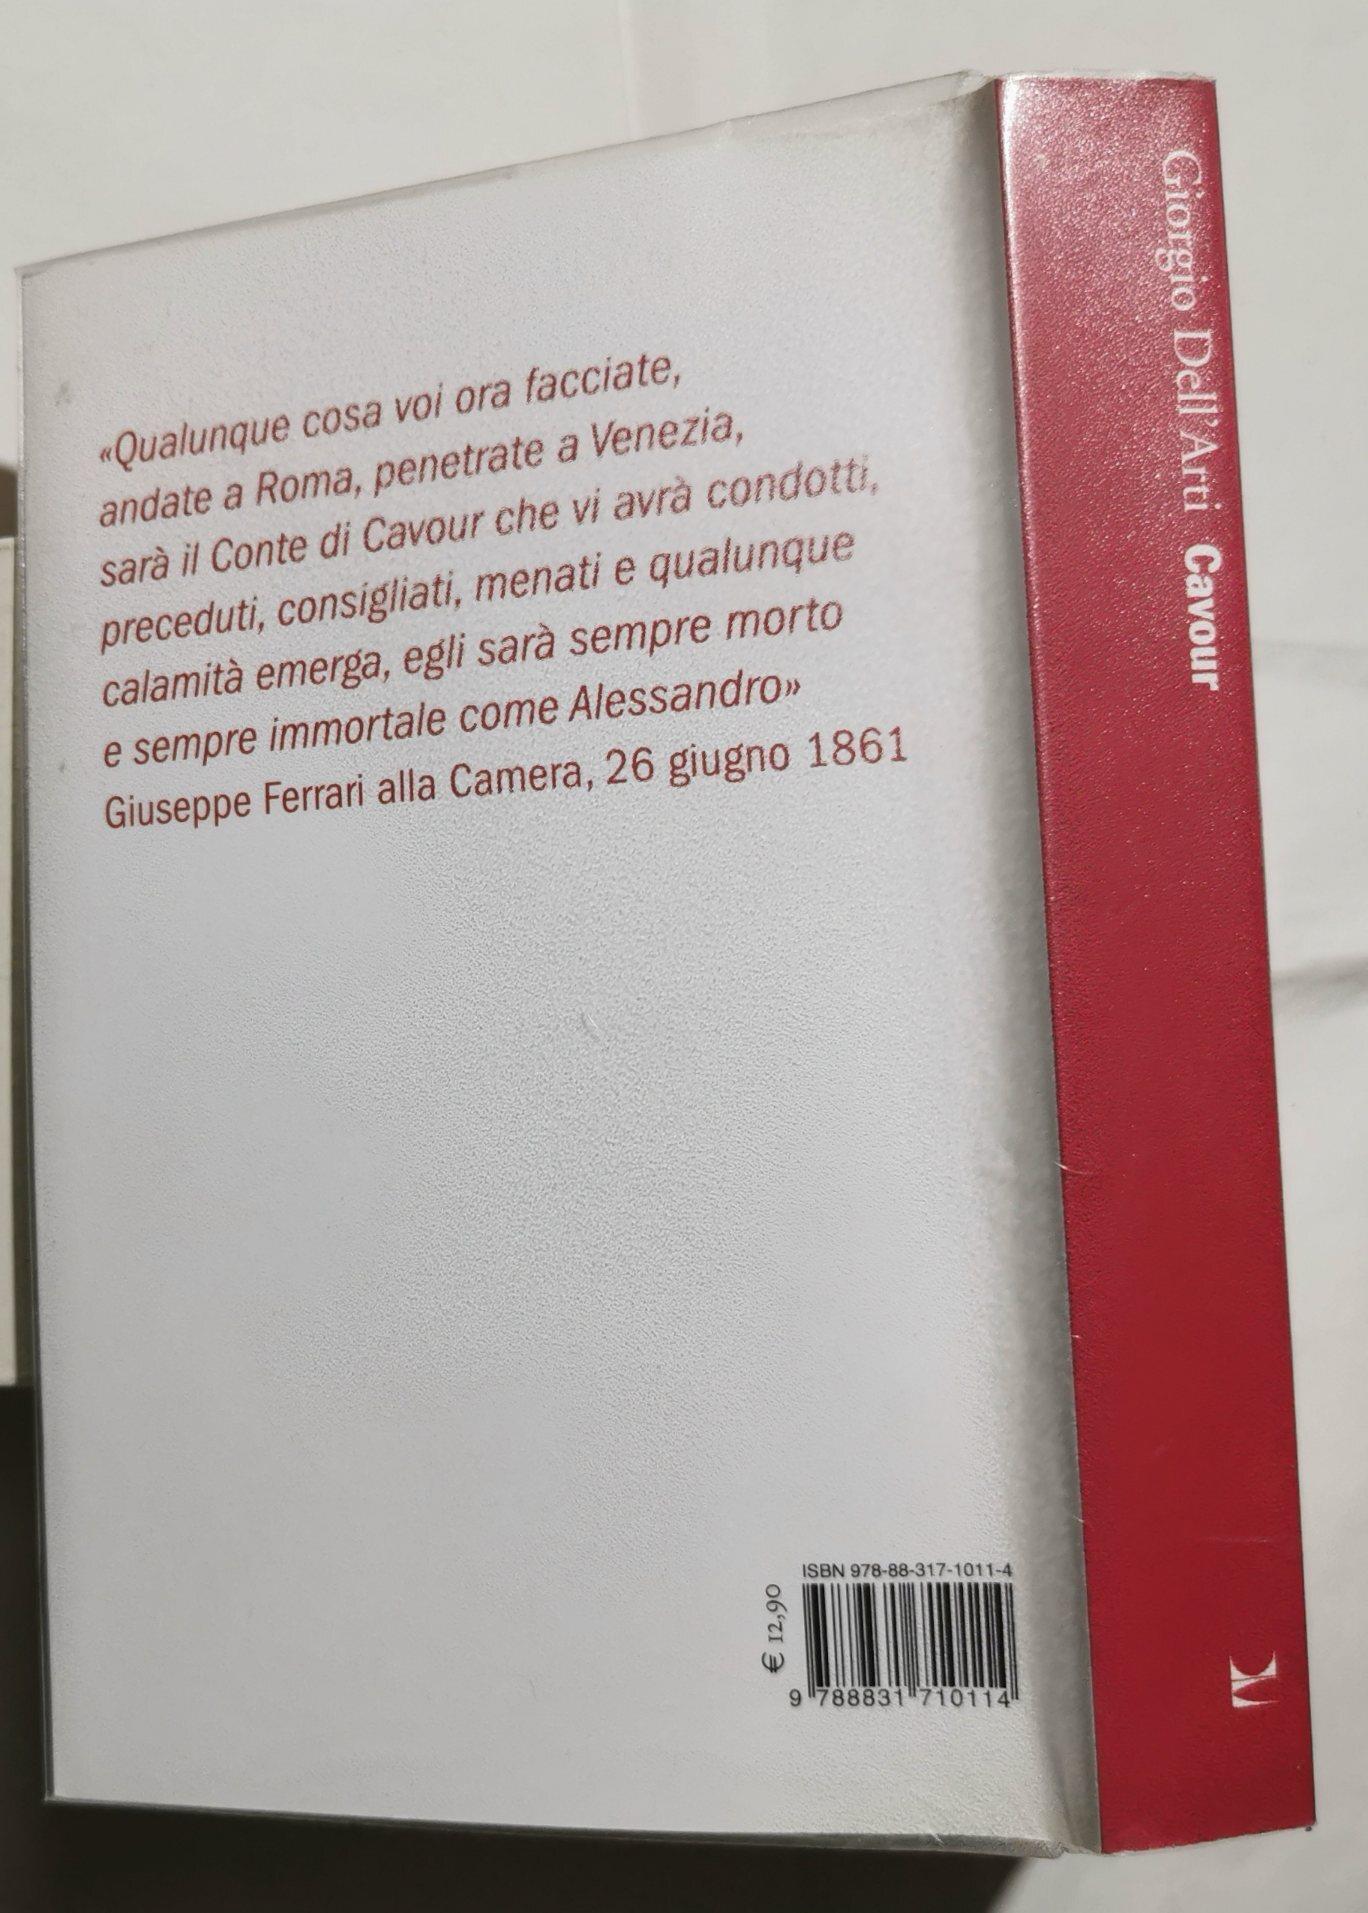 «Qualunque cosa voi ora facciate,
andate a Roma, penetrate a Venezia,
sarà il Conte di Cavour che vi avrà condotti,
preceduti, consigliati, menati e qualunque
calamità emerga, egli sarà sempre morto
e sempre immortale come Alessandro»
Giuseppe Ferrari alla Camera, 26 giugno 1861
ISBN 978-88-317-1011-4
€ 12,90
9 788831 710114
Giorgio Dell'Arti Cavour